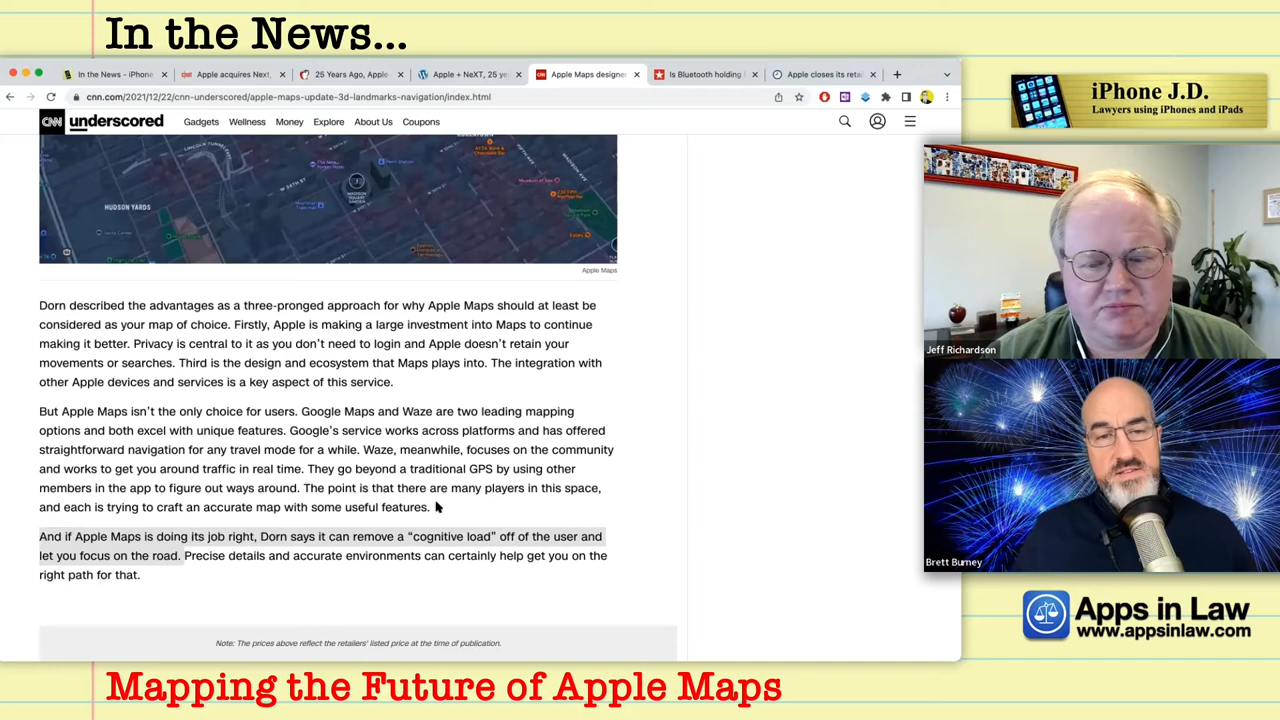 In the News...
In the News - iPhone
Apple acquires Next,
25 Years Ago, Apple
Apple + NeXT, 25 ye
Apple Maps designe
Is Bluetooth holding
Apple closes its reta
cnn.com/2021/12/22/cnn-underscored/apple-maps-update-3d-landmarks-navigation/index.html
CNN underscored
Gadgets Wellness Money Explore About Us Coupons
HUDSON YARDS
MADISON SQUARE GARDEN
Apple Maps
Dorn described the advantages as a three-pronged approach for why Apple Maps should at least be
considered as your map of choice. Firstly, Apple is making a large investment into Maps to continue
making it better. Privacy is central to it as you don’t need to login and Apple doesn’t retain your
movements or searches. Third is the design and ecosystem that Maps plays into. The integration with
other Apple devices and services is a key aspect of this service.
But Apple Maps isn’t the only choice for users. Google Maps and Waze are two leading mapping
options and both excel with unique features. Google’s service works across platforms and has offered
straightforward navigation for any travel mode for a while. Waze, meanwhile, focuses on the community
and works to get you around traffic in real time. They go beyond a traditional GPS by using other
members in the app to figure out ways around. The point is that there are many players in this space,
and each is trying to craft an accurate map with some useful features.
And if Apple Maps is doing its job right, Dorn says it can remove a “cognitive load” off of the user and
let you focus on the road. Precise details and accurate environments can certainly help get you on the
right path for that.
Note: The prices above reflect the retailers’ listed price at the time of publication.
iPhone J.D.
Lawyers using iPhones and iPads
Jeff Richardson
Brett Burney
Apps in Law
www.appsinlaw.com
Mapping the Future of Apple Maps